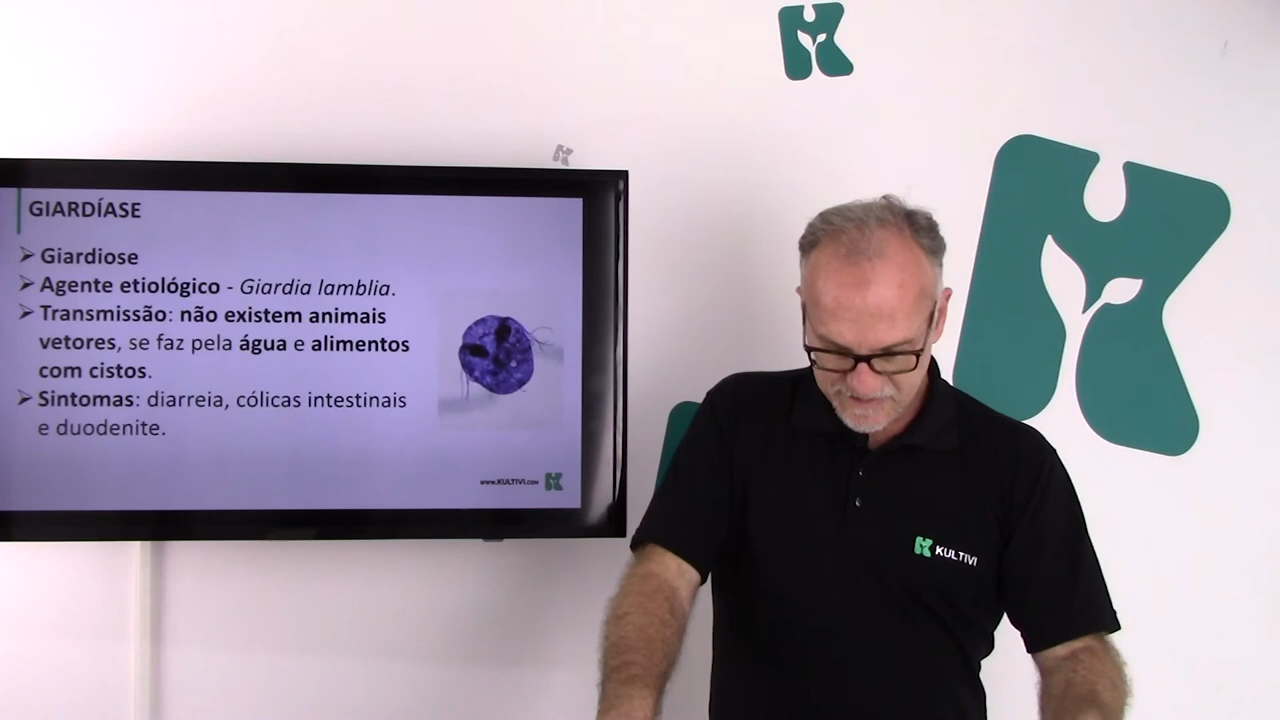 GIARDÍASE
➢ Giardiose
➢ Agente etiológico - Giardia lamblia.
➢ Transmissão: não existem animais
vetores, se faz pela água e alimentos
com cistos.
➢ Sintomas: diarreia, cólicas intestinais
e duodenite.
www.KULTIVI.com
KULTIVI